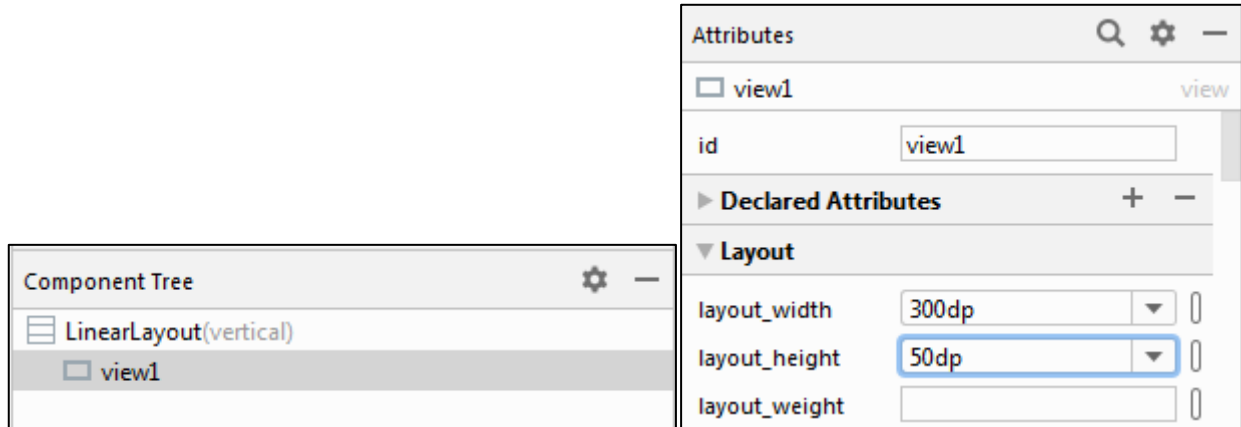 Component Tree
LinearLayout(vertical)
view1
Attributes
view1 view
id view1
Declared Attributes
Layout
layout_width 300dp
layout_height 50dp
layout_weight